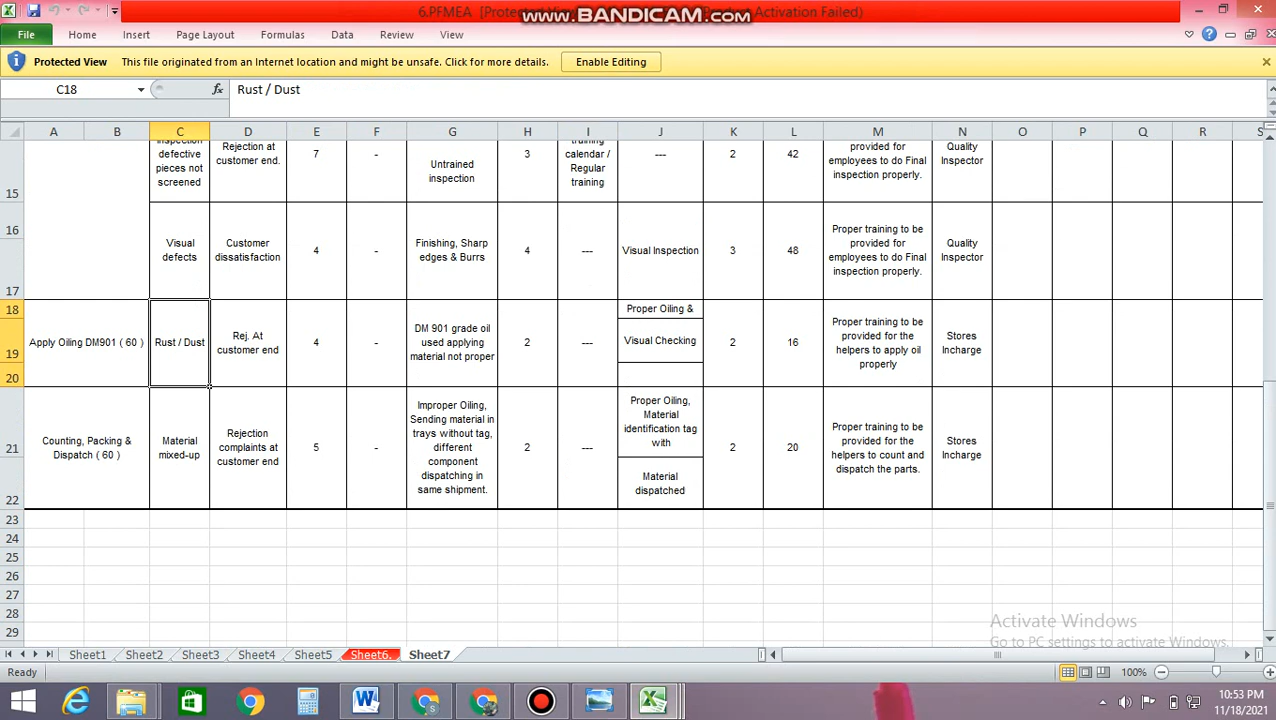 6.PFMEA [Protected Vi
www.BANDICAM.com
Product Activation Failed)
File Home Insert Page Layout Formulas Data Review View
Protected View This file originated from an Internet location and might be unsafe. Click for more details. Enable Editing
C18 fx Rust / Dust
A B C D E F G H I J K L M N O P Q R S
15
inspection
defective
pieces not
screened
Rejection at
customer end.
7
-
Untrained
inspection
3
training
calendar /
Regular
training
---
2
42
provided for
employees to do Final
inspection properly.
Quality
Inspector
16
17
Visual
defects
Customer
dissatisfaction
4
-
Finishing, Sharp
edges & Burrs
4
---
Visual Inspection
3
48
Proper training to be
provided for
employees to do Final
inspection properly.
Quality
Inspector
18
19
20
Apply Oiling DM901 ( 60 )
Rust / Dust
Rej. At
customer end
4
-
DM 901 grade oil
used applying
material not proper
2
---
Proper Oiling &
Visual Checking
2
16
Proper training to be
provided for the
helpers to apply oil
properly
Stores
Incharge
21
22
Counting, Packing &
Dispatch ( 60 )
Material
mixed-up
Rejection
complaints at
customer end
5
-
Improper Oiling,
Sending material in
trays without tag,
different
component
dispatching in
same shipment.
2
---
Proper Oiling,
Material
identification tag
with
Material
dispatched
2
20
Proper training to be
provided for the
helpers to count and
dispatch the parts.
Stores
Incharge
23
24
25
26
27
28
29
Activate Windows
Go to PC settings to activate Windows.
Sheet1 Sheet2 Sheet3 Sheet4 Sheet5 Sheet6. Sheet7
Ready 100%
10:53 PM
11/18/2021